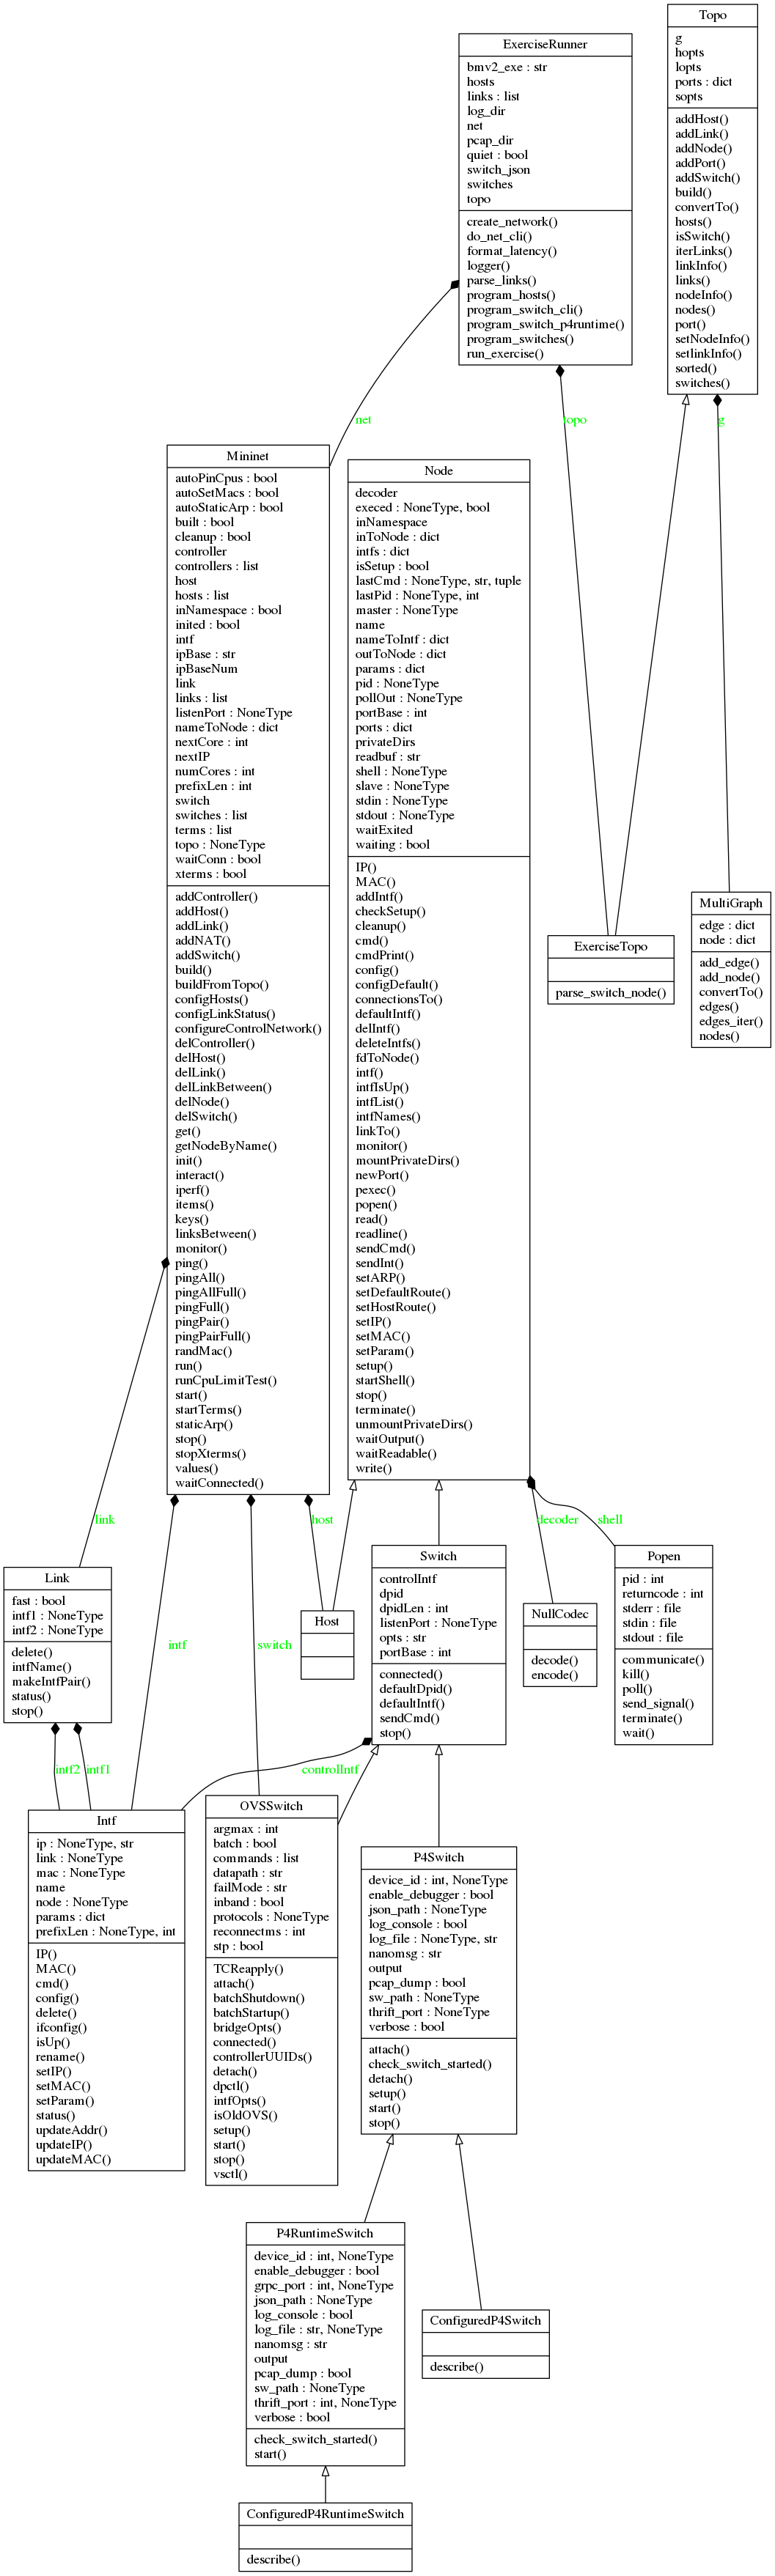 Topo
g
hopts
lopts
ports : dict
sopts
addHost()
addLink()
addNode()
addPort()
addSwitch()
build()
convertTo()
hosts()
isSwitch()
iterLinks()
linkInfo()
links()
nodeInfo()
nodes()
port()
setNodeInfo()
setlinkInfo()
sorted()
switches()
ExerciseRunner
bmv2_exe : str
hosts
links : list
log_dir
net
pcap_dir
quiet : bool
switch_json
switches
topo
create_network()
do_net_cli()
format_latency()
logger()
parse_links()
program_hosts()
program_switch_cli()
program_switch_p4runtime()
program_switches()
run_exercise()
net
topo
g
Mininet
autoPinCpus : bool
autoSetMacs : bool
autoStaticArp : bool
built : bool
cleanup : bool
controller
controllers : list
host
hosts : list
inNamespace : bool
inited : bool
intf
ipBase : str
ipBaseNum
link
links : list
listenPort : NoneType
nameToNode : dict
nextCore : int
nextIP
numCores : int
prefixLen : int
switch
switches : list
terms : list
topo : NoneType
waitConn : bool
xterms : bool
addController()
addHost()
addLink()
addNAT()
addSwitch()
build()
buildFromTopo()
configHosts()
configLinkStatus()
configureControlNetwork()
delController()
delHost()
delLink()
delLinkBetween()
delNode()
delSwitch()
get()
getNodeByName()
init()
interact()
iperf()
items()
keys()
linksBetween()
monitor()
ping()
pingAll()
pingAllFull()
pingFull()
pingPair()
pingPairFull()
randMac()
run()
runCpuLimitTest()
start()
startTerms()
staticArp()
stop()
stopXterms()
values()
waitConnected()
Node
decoder
execed : NoneType, bool
inNamespace
inToNode : dict
intfs : dict
isSetup : bool
lastCmd : NoneType, str, tuple
lastPid : NoneType, int
master : NoneType
name
nameToIntf : dict
outToNode : dict
params : dict
pid : NoneType
pollOut : NoneType
portBase : int
ports : dict
privateDirs
readbuf : str
shell : NoneType
slave : NoneType
stdin : NoneType
stdout : NoneType
waitExited
waiting : bool
IP()
MAC()
addIntf()
checkSetup()
cleanup()
cmd()
cmdPrint()
config()
configDefault()
connectionsTo()
defaultIntf()
delIntf()
deleteIntfs()
fdToNode()
intf()
intfIsUp()
intfList()
intfNames()
linkTo()
monitor()
mountPrivateDirs()
newPort()
pexec()
popen()
read()
readline()
sendCmd()
sendInt()
setARP()
setDefaultRoute()
setHostRoute()
setIP()
setMAC()
setParam()
setup()
startShell()
stop()
terminate()
unmountPrivateDirs()
waitOutput()
waitReadable()
write()
ExerciseTopo
parse_switch_node()
MultiGraph
edge : dict
node : dict
add_edge()
add_node()
convertTo()
edges()
edges_iter()
nodes()
link
host
decoder
shell
Link
fast : bool
intf1 : NoneType
intf2 : NoneType
delete()
intfName()
makeIntfPair()
status()
stop()
intf
switch
Host
Switch
controlIntf
dpid
dpidLen : int
listenPort : NoneType
opts : str
portBase : int
connected()
defaultDpid()
defaultIntf()
sendCmd()
stop()
NullCodec
decode()
encode()
Popen
pid : int
returncode : int
stderr : file
stdin : file
stdout : file
communicate()
kill()
poll()
send_signal()
terminate()
wait()
intf2
intf1
controlIntf
Intf
ip : NoneType, str
link : NoneType
mac : NoneType
name
node : NoneType
params : dict
prefixLen : NoneType, int
IP()
MAC()
cmd()
config()
delete()
ifconfig()
isUp()
rename()
setIP()
setMAC()
setParam()
status()
updateAddr()
updateIP()
updateMAC()
OVSSwitch
argmax : int
batch : bool
commands : list
datapath : str
failMode : str
inband : bool
protocols : NoneType
reconnectms : int
stp : bool
TCReapply()
attach()
batchShutdown()
batchStartup()
bridgeOpts()
connected()
controllerUUIDs()
detach()
dpctl()
intfOpts()
isOldOVS()
setup()
start()
stop()
vsctl()
P4Switch
device_id : int, NoneType
enable_debugger : bool
json_path : NoneType
log_console : bool
log_file : NoneType, str
nanomsg : str
output
pcap_dump : bool
sw_path : NoneType
thrift_port : NoneType
verbose : bool
attach()
check_switch_started()
detach()
setup()
start()
stop()
P4RuntimeSwitch
device_id : int, NoneType
enable_debugger : bool
grpc_port : int, NoneType
json_path : NoneType
log_console : bool
log_file : str, NoneType
nanomsg : str
output
pcap_dump : bool
sw_path : NoneType
thrift_port : int, NoneType
verbose : bool
check_switch_started()
start()
ConfiguredP4Switch
describe()
ConfiguredP4RuntimeSwitch
describe()